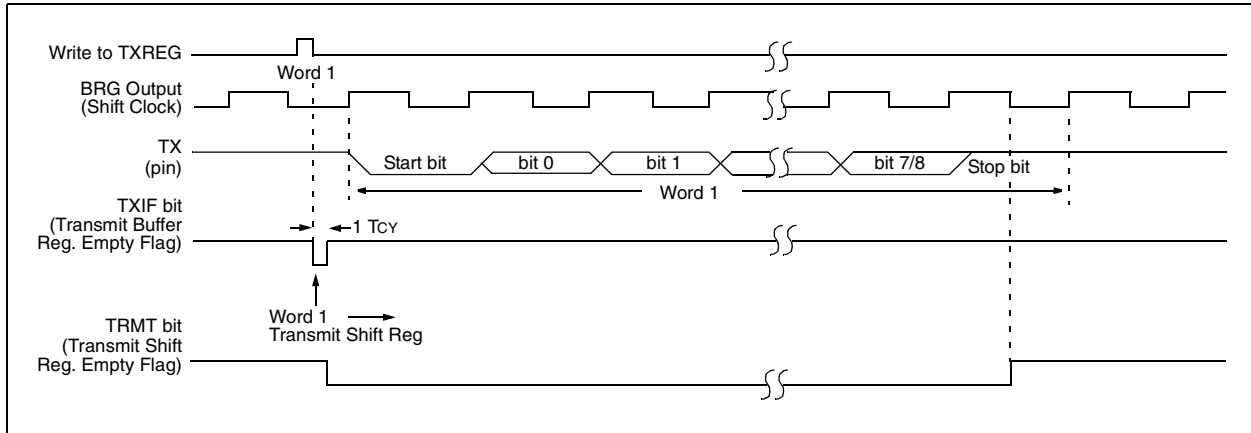 Write to TXREG
Word 1
BRG Output
(Shift Clock)
TX
(pin)
Start bit
bit 0
bit 1
bit 7/8
Stop bit
Word 1
TXIF bit
(Transmit Buffer
Reg. Empty Flag)
1 TCY
Word 1
Transmit Shift Reg
TRMT bit
(Transmit Shift
Reg. Empty Flag)